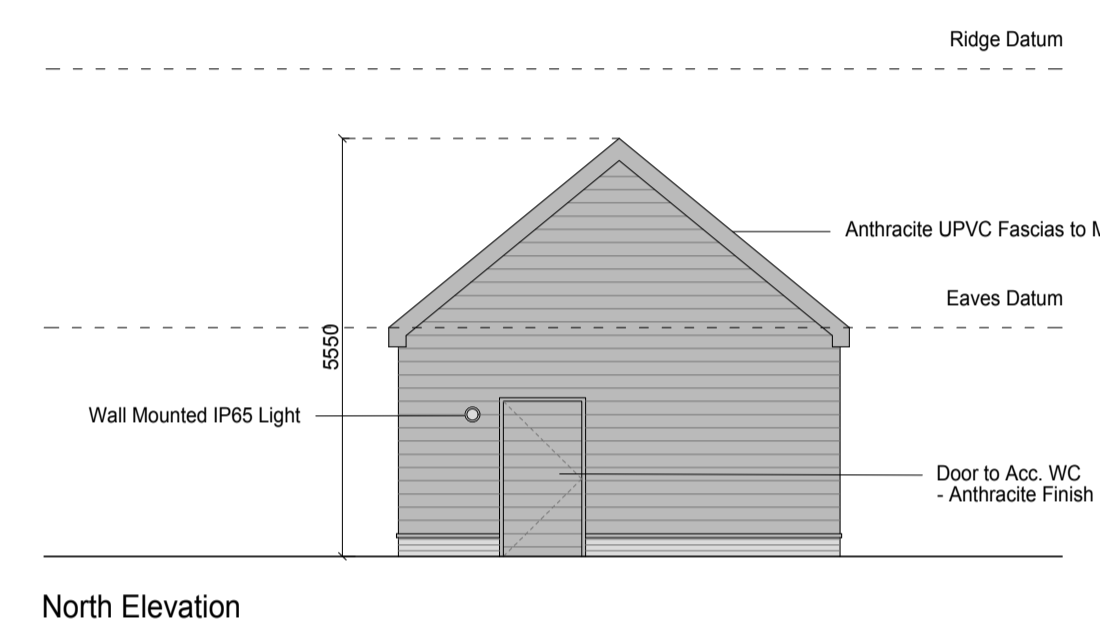 Ridge Datum
Anthracite UPVC Fascias to
Eaves Datum
5550
Wall Mounted IP65 Light
Door to Acc. WC
- Anthracite Finish
North Elevation